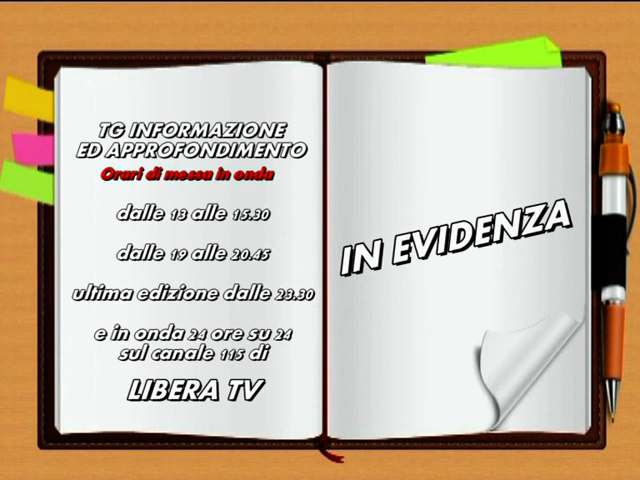 TG INFORMAZIONE
ED APPROFONDIMENTO
Orari di messa in onda
dalle 13 alle 15.30
dalle 19 alle 20.45
ultima edizione dalle 23.30
e in onda 24 ore su 24
sul canale 115 di
LIBERA TV
IN EVIDENZA